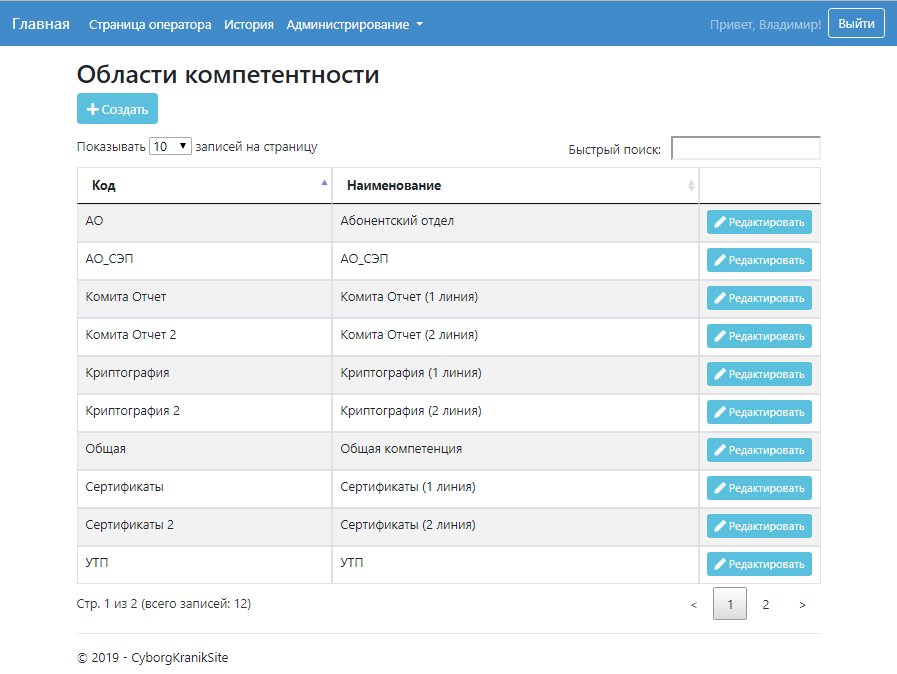 Главная Страница оператора История Администрирование Привет, Владимир! Выйти
Области компетентности
Создать
Показывать 10 записей на страницу Быстрый поиск:
Код Наименование
АО Абонентский отдел Редактировать
АО_СЭП АО_СЭП Редактировать
Комита Отчет Комита Отчет (1 линия) Редактировать
Комита Отчет 2 Комита Отчет (2 линия) Редактировать
Криптография Криптография (1 линия) Редактировать
Криптография 2 Криптография (2 линия) Редактировать
Общая Общая компетенция Редактировать
Сертификаты Сертификаты (1 линия) Редактировать
Сертификаты 2 Сертификаты (2 линия) Редактировать
УТП УТП Редактировать
Стр. 1 из 2 (всего записей: 12) < 1 2 >
© 2019 - CyborgKranikSite